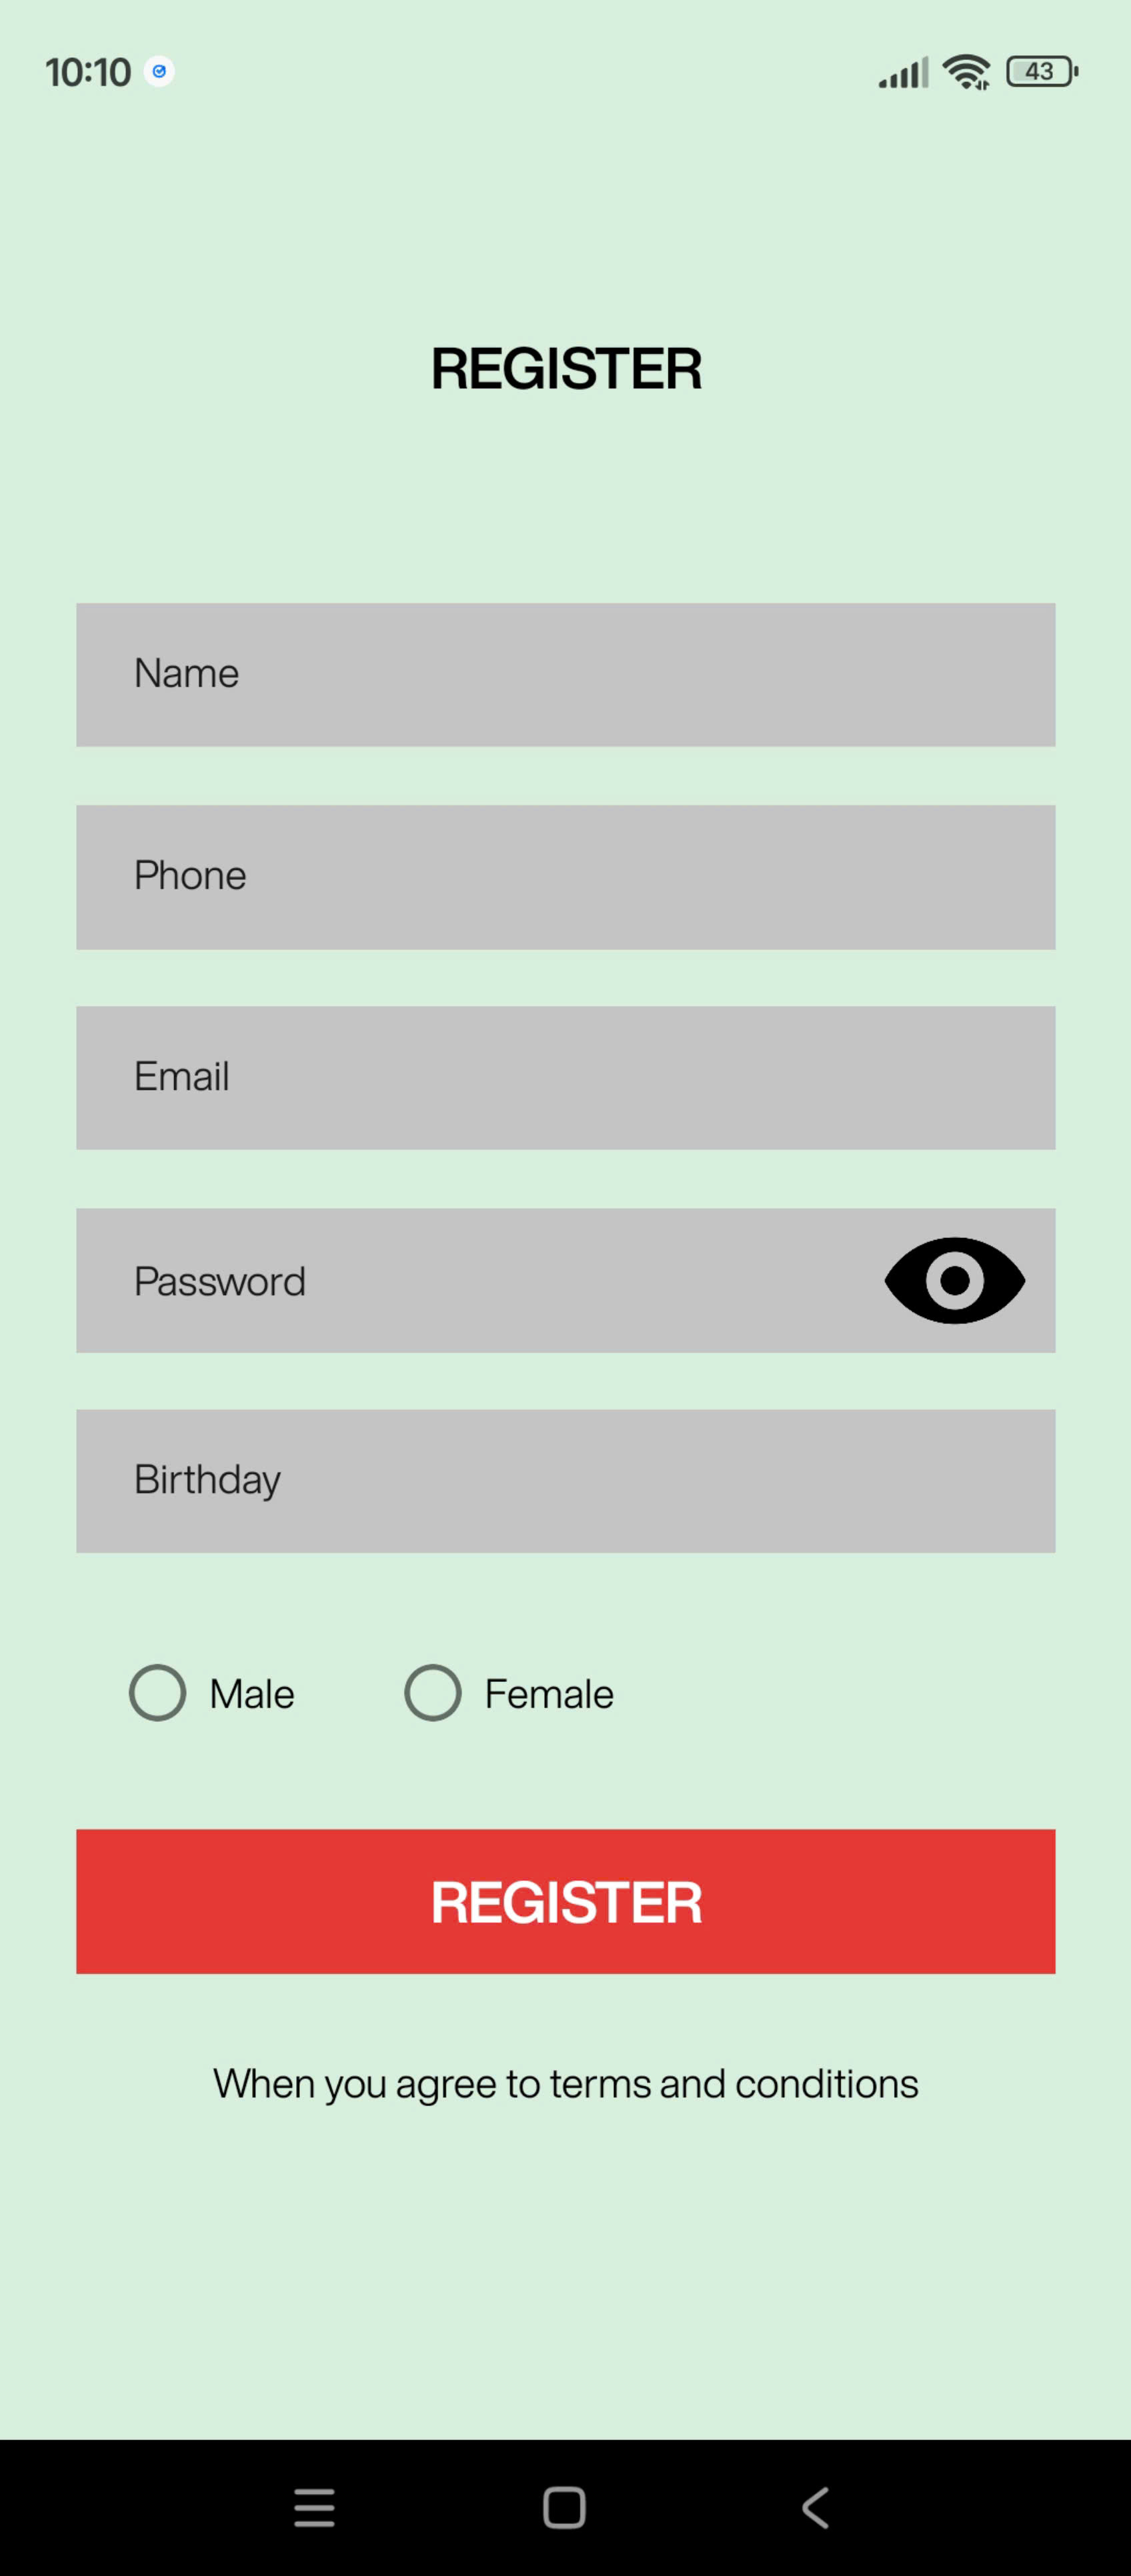 10:10
43
REGISTER
Name
Phone
Email
Password
Birthday
Male Female
REGISTER
When you agree to terms and conditions